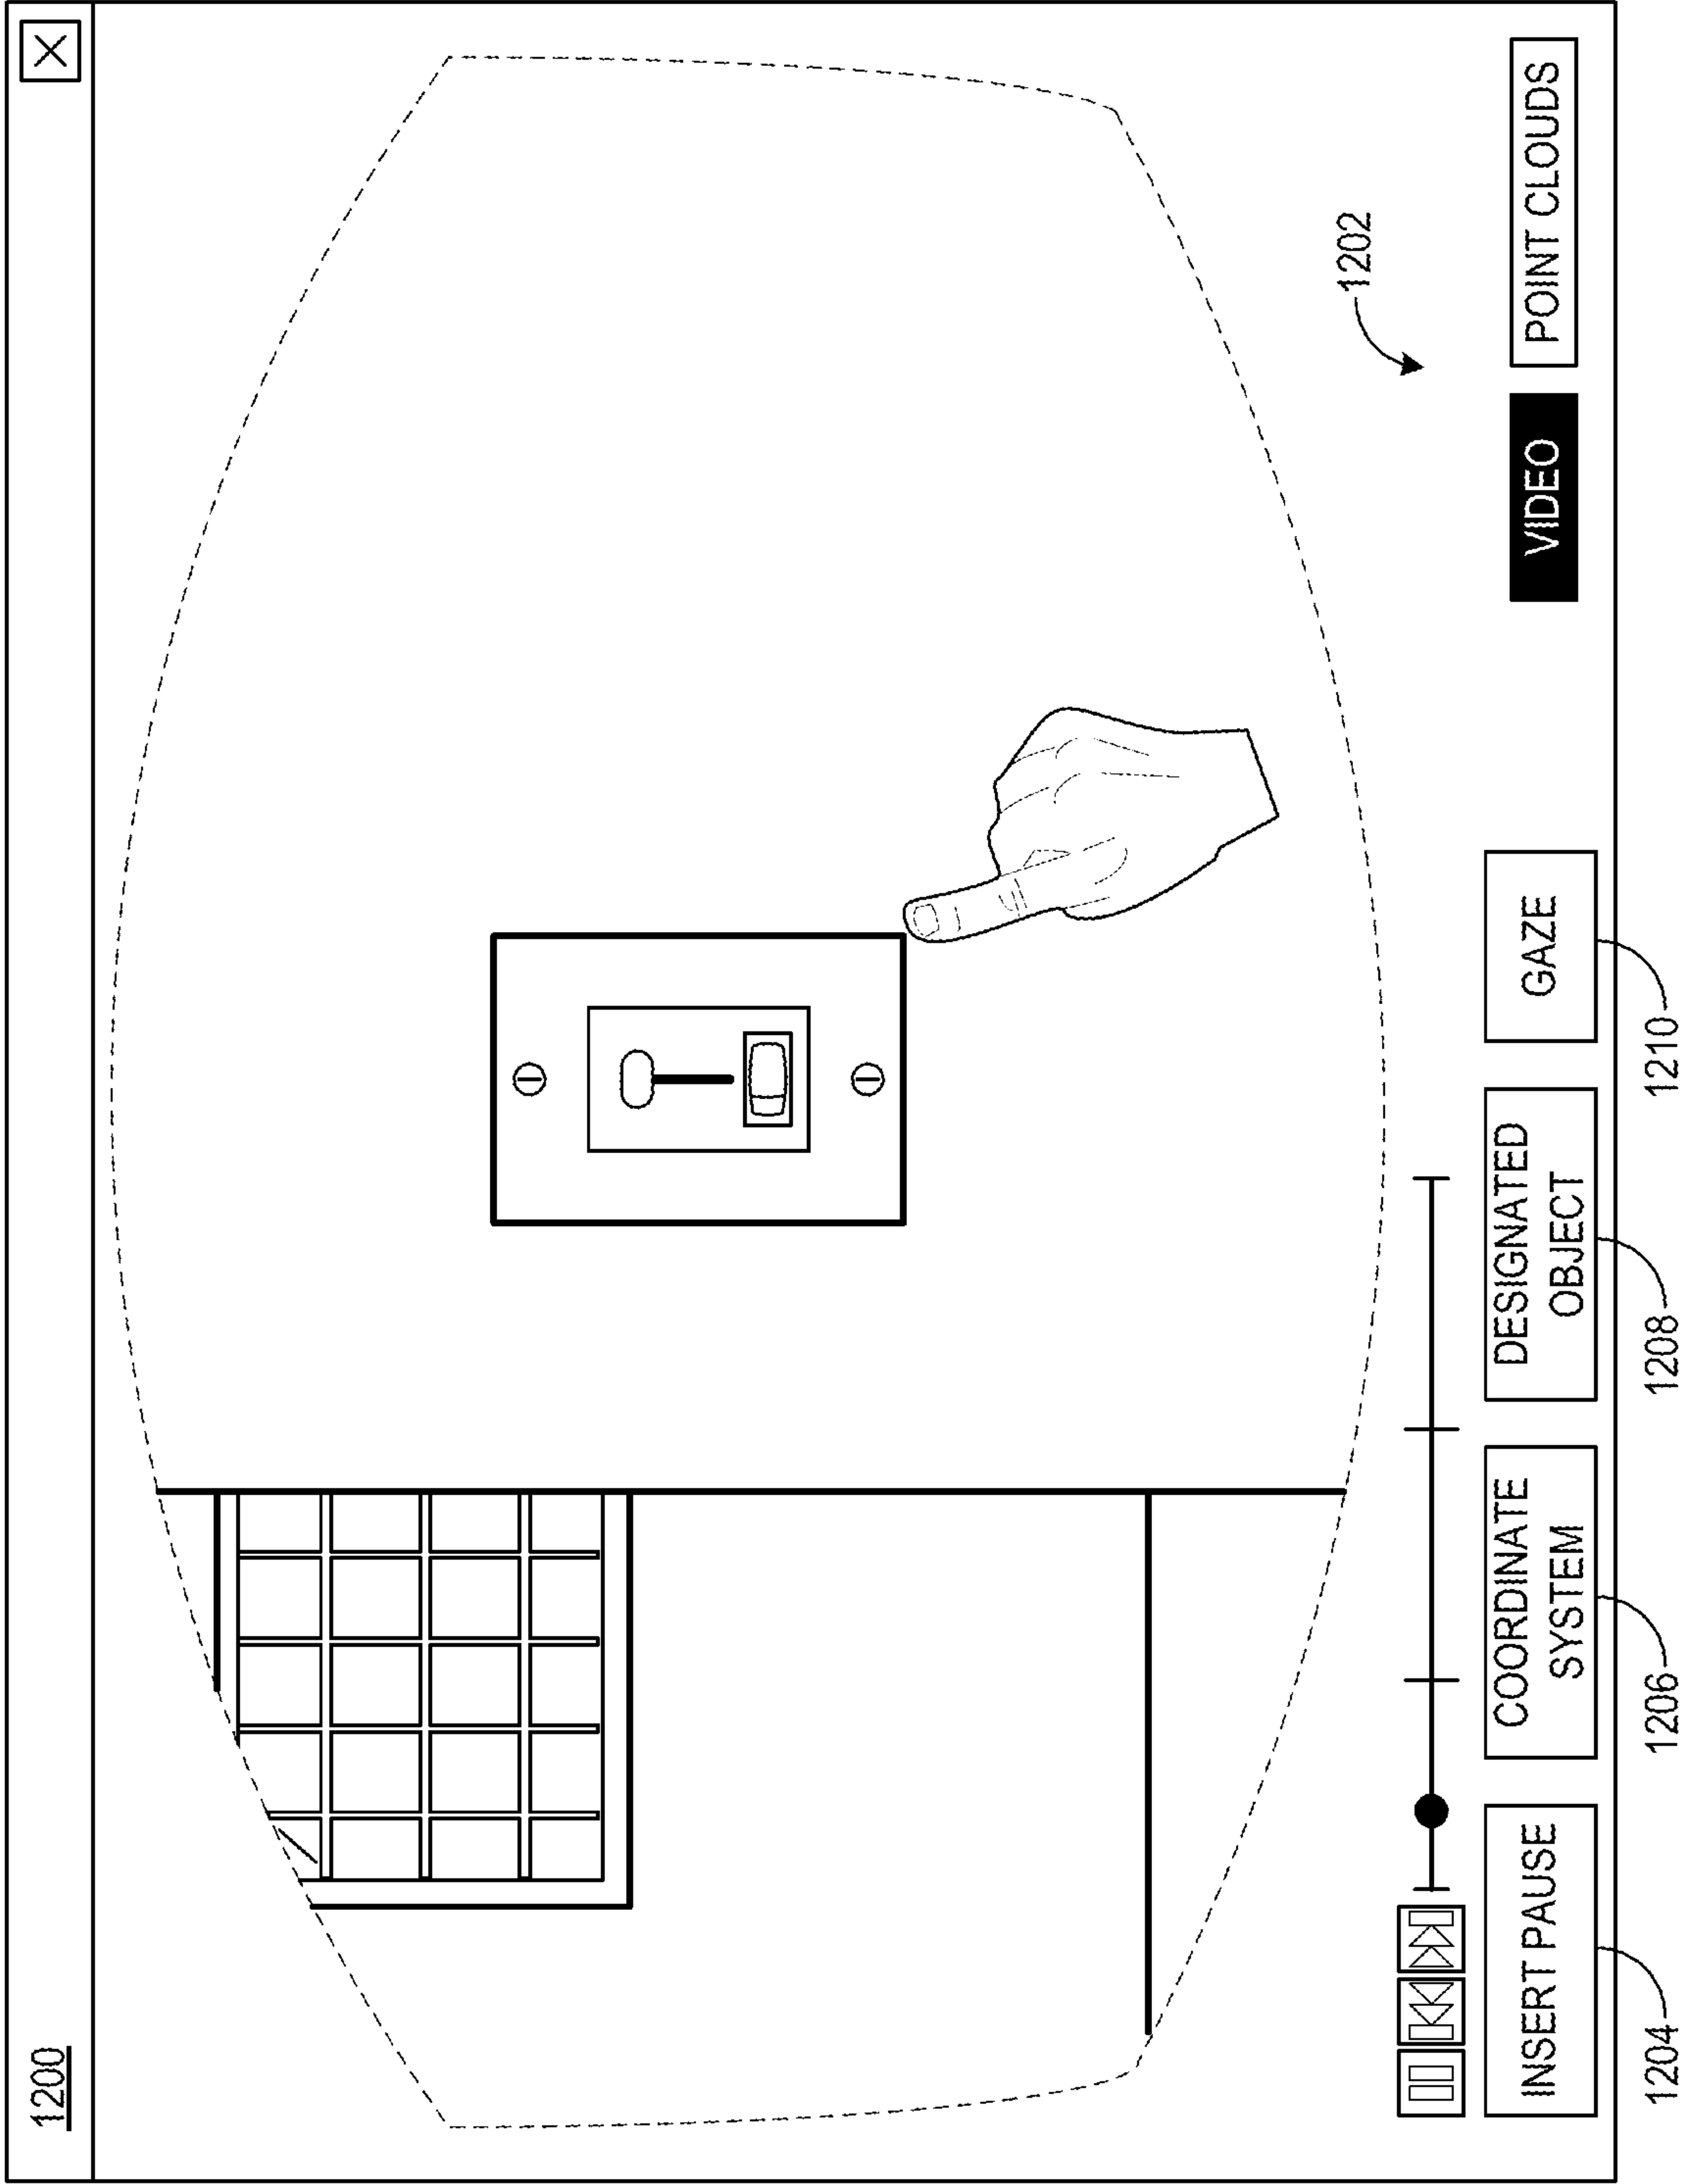 1200
X
1202
INSERT PAUSE
COORDINATE
SYSTEM
DESIGNATED
OBJECT
GAZE
VIDEO
POINT CLOUDS
1204
1206
1208
1210